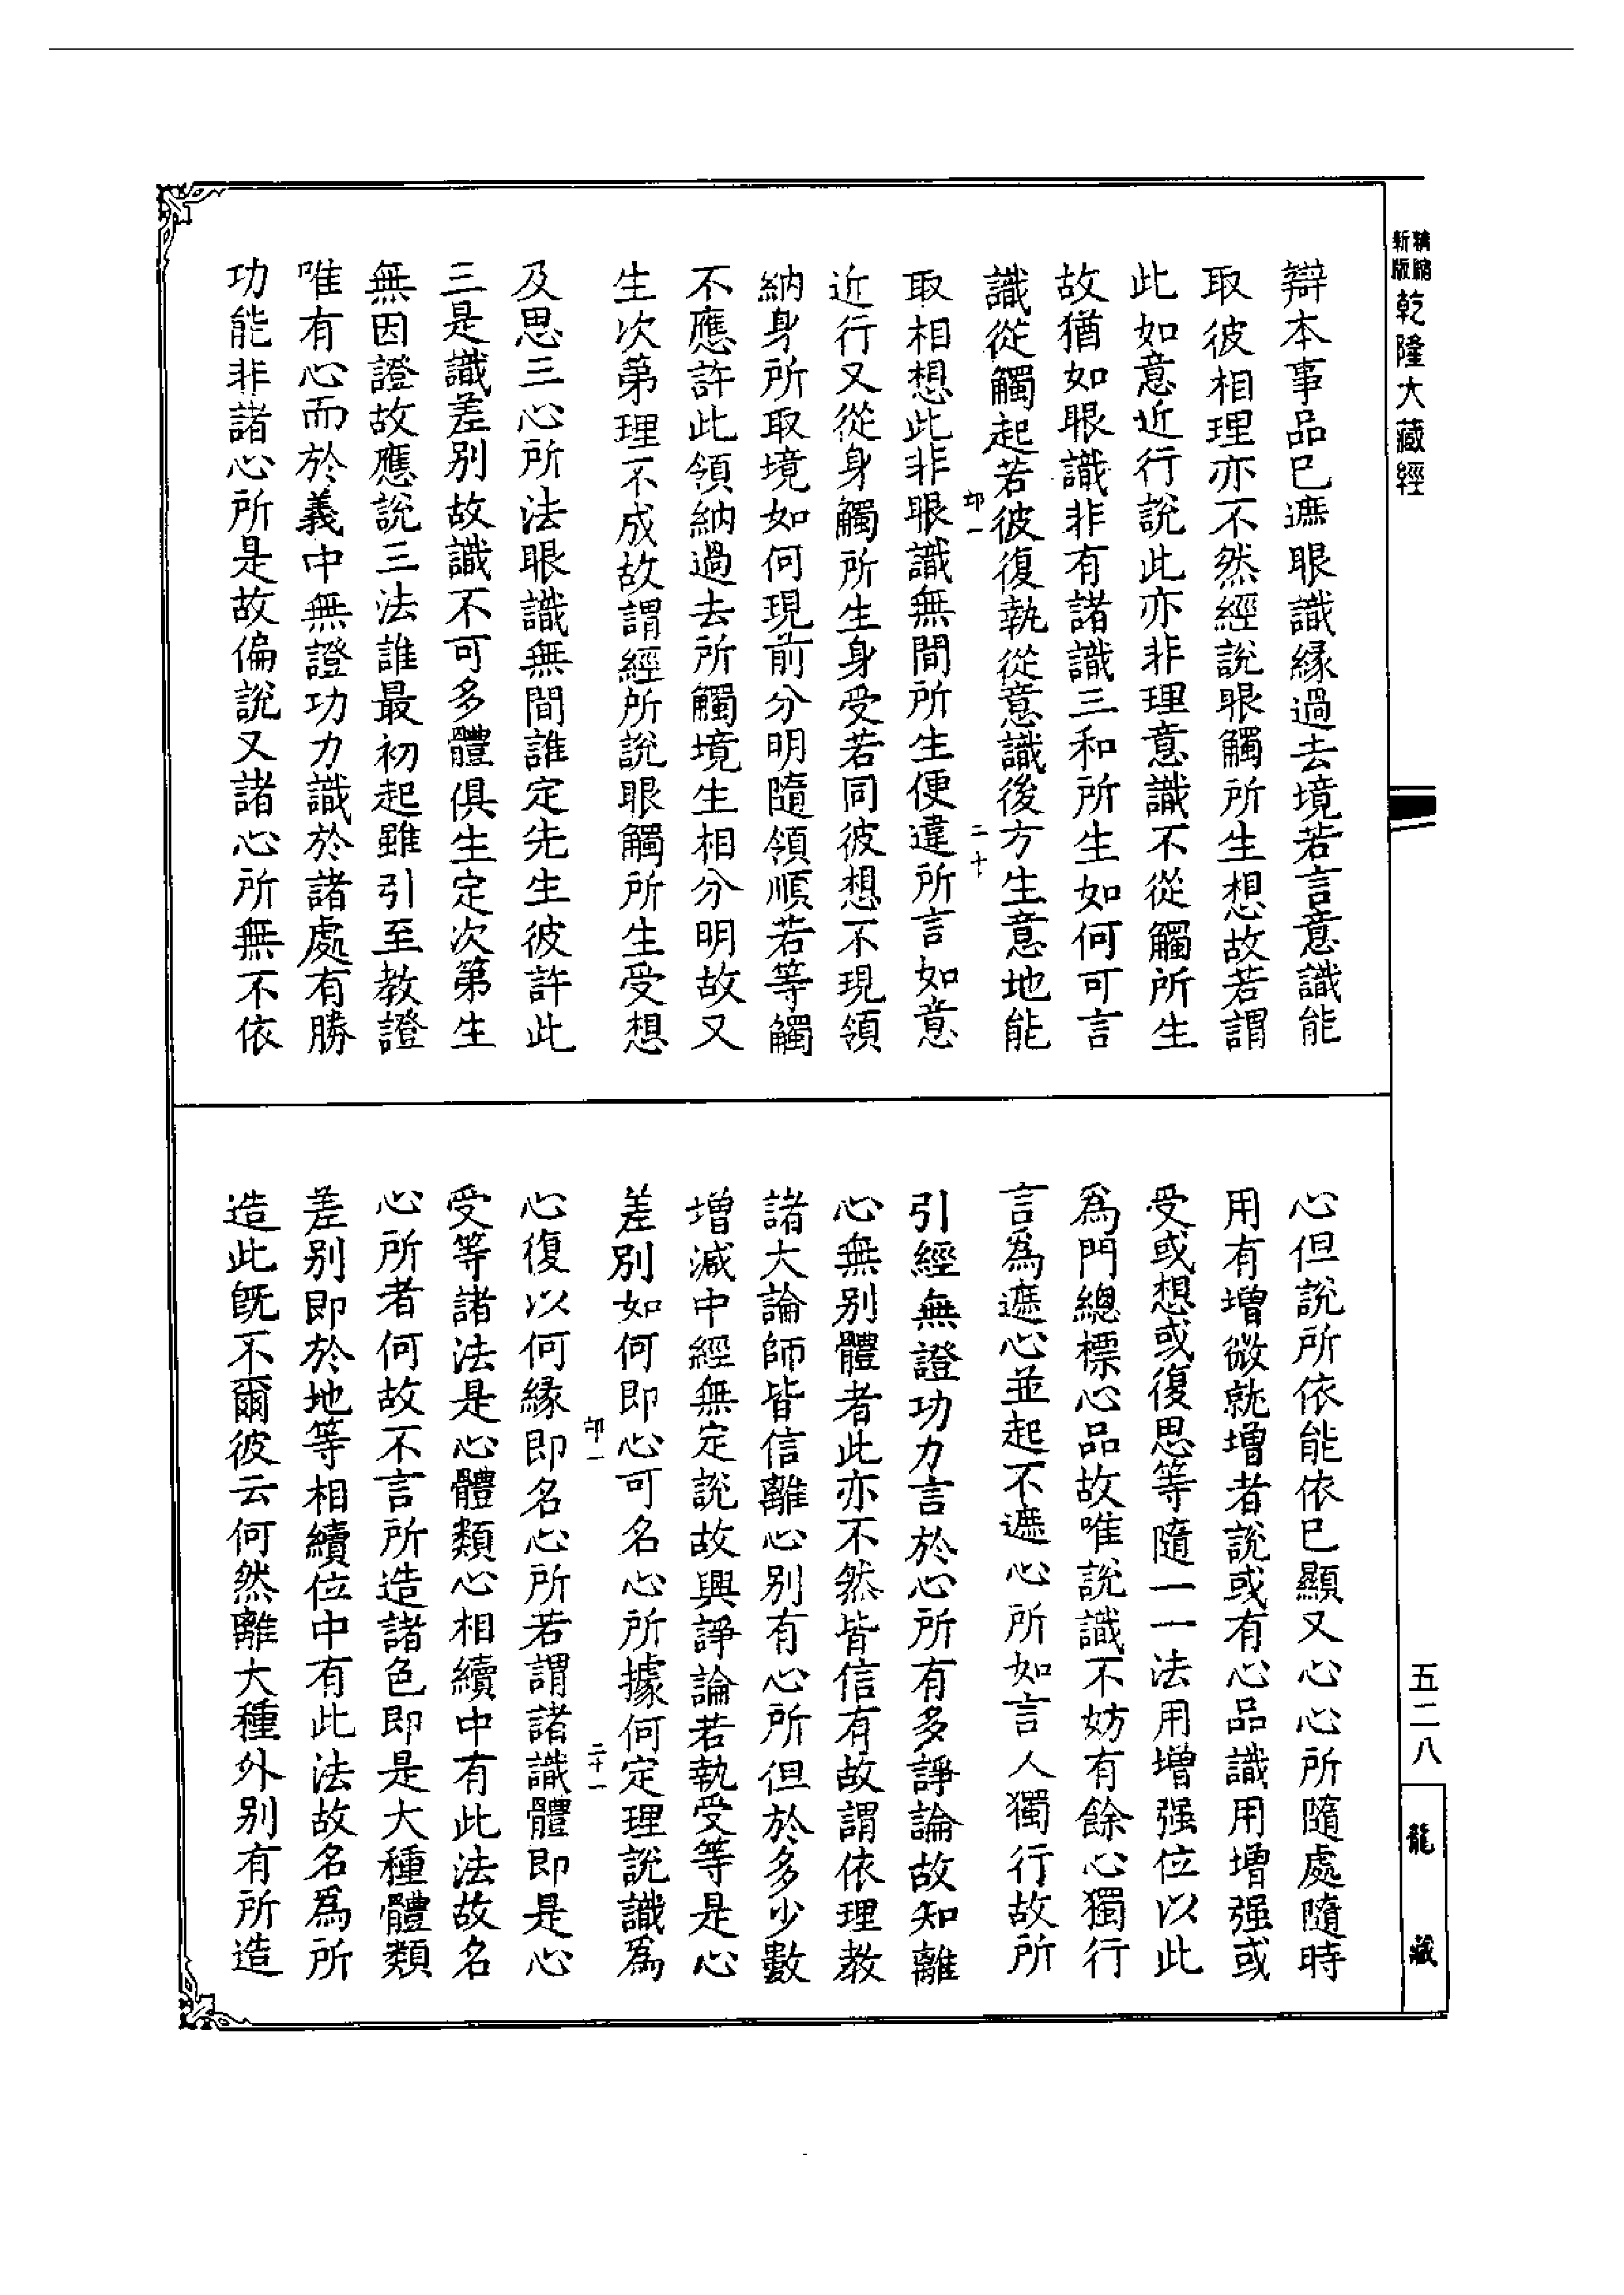 精縮新版乾隆大藏經
辯本事品已遮眼識緣過去境若言意識能
取彼相理亦不然經說眼觸所生想故若謂
此如意近行說此亦非理意識不從觸所生
故猶如眼識非有諸識三和所生如何可言
識從觸起若彼復執從意識後方生意地能
二十
取相想此非眼識無間所生便違所言如意
近行又從身觸所生身受若同彼想不現領
納身所取境如何現前分明隨領順若等觸
不應許此領納過去所觸境生相分明故又
生次第理不成故謂經所說眼觸所生受想
及思三心所法眼識無間誰定先生彼許此
三是識差別故識不可多體俱生定次第生
無因證故應說三法誰最初起雖引至教證
唯有心而於義中無證功力識於諸處有勝
功能非諸心所是故偏說又諸心所無不依
心但說所依能依已顯又心心所隨處隨時
用有增微就增者說或有心品識用增强或
受或想或復思等隨一一法用增强位以此
爲門總標心品故唯說識不妨有餘心獨行
言爲遮心並起不遮心所如言人獨行故所
引經無證功力言於心所有多諍論故知離
心無別體者此亦不然皆信有故謂依理教
諸大論師皆信離心別有心所但於多少數
增減中經無定說故興諍論若執受等是心
差別如何即心可名心所據何定理說識爲
二十一
心復以何緣即名心所若謂諸識體即是心
受等諸法是心體類心相續中有此法故名
心所者何故不言所造諸色即是大種體類
差別即於地等相續位中有此法故名爲所
造此既不爾彼云何然離大種外別有所造
五二八
龍藏